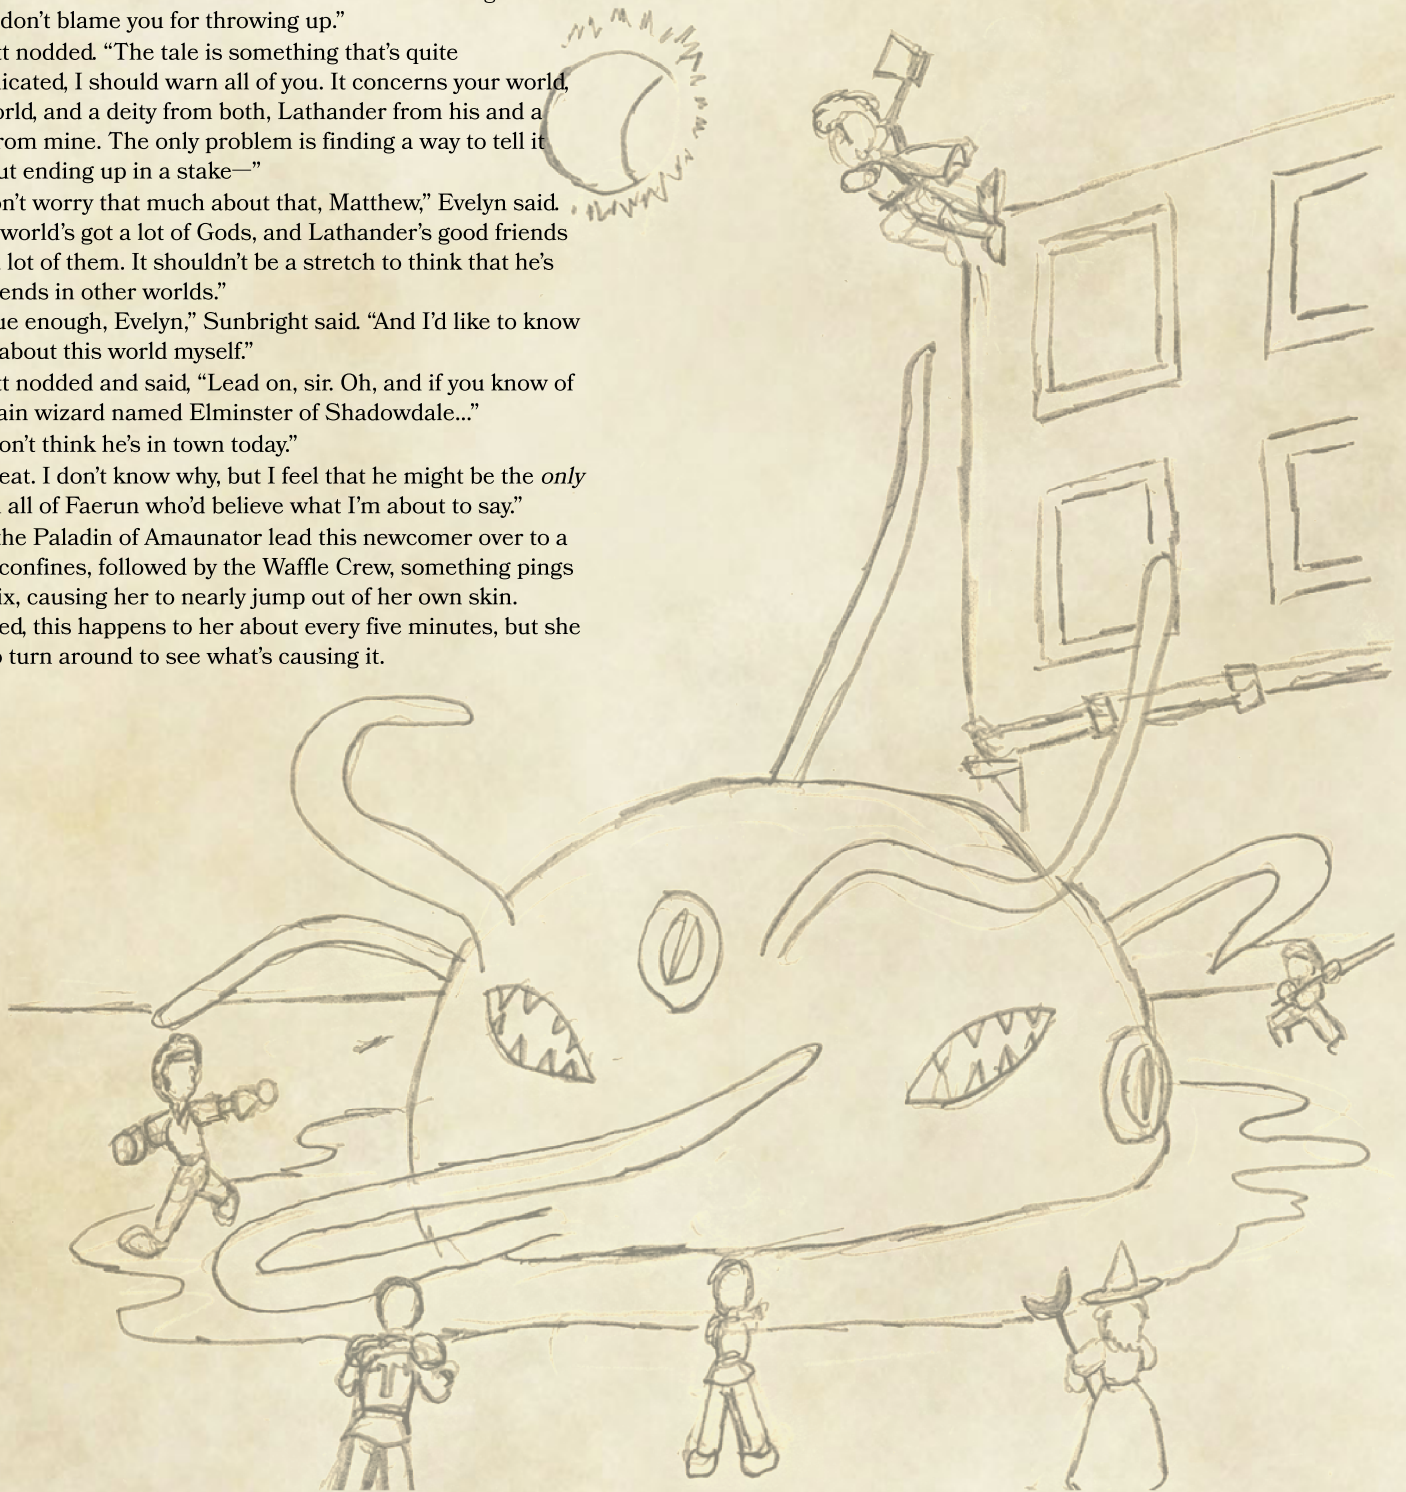 don't blame you for throwing up.”
tt nodded. “The tale is something that's quite
licated, I should warn all of you. It concerns your world,
orld, and a deity from both, Lathander from his and a
rom mine. The only problem is finding a way to tell it
ut ending up in a stake—”
on't worry that much about that, Matthew,” Evelyn said.
world's got a lot of Gods, and Lathander's good friends
lot of them. It shouldn't be a stretch to think that he's
ends in other worlds.”
ue enough, Evelyn,” Sunbright said. “And I'd like to know
about this world myself.”
tt nodded and said, “Lead on, sir. Oh, and if you know of
ain wizard named Elminster of Shadowdale...”
on't think he's in town today.”
eat. I don't know why, but I feel that he might be the only
all of Faerun who'd believe what I'm about to say.”
the Paladin of Amaunator lead this newcomer over to a
confines, followed by the Waffle Crew, something pings
ix, causing her to nearly jump out of her own skin.
ed, this happens to her about every five minutes, but she
o turn around to see what's causing it.
T